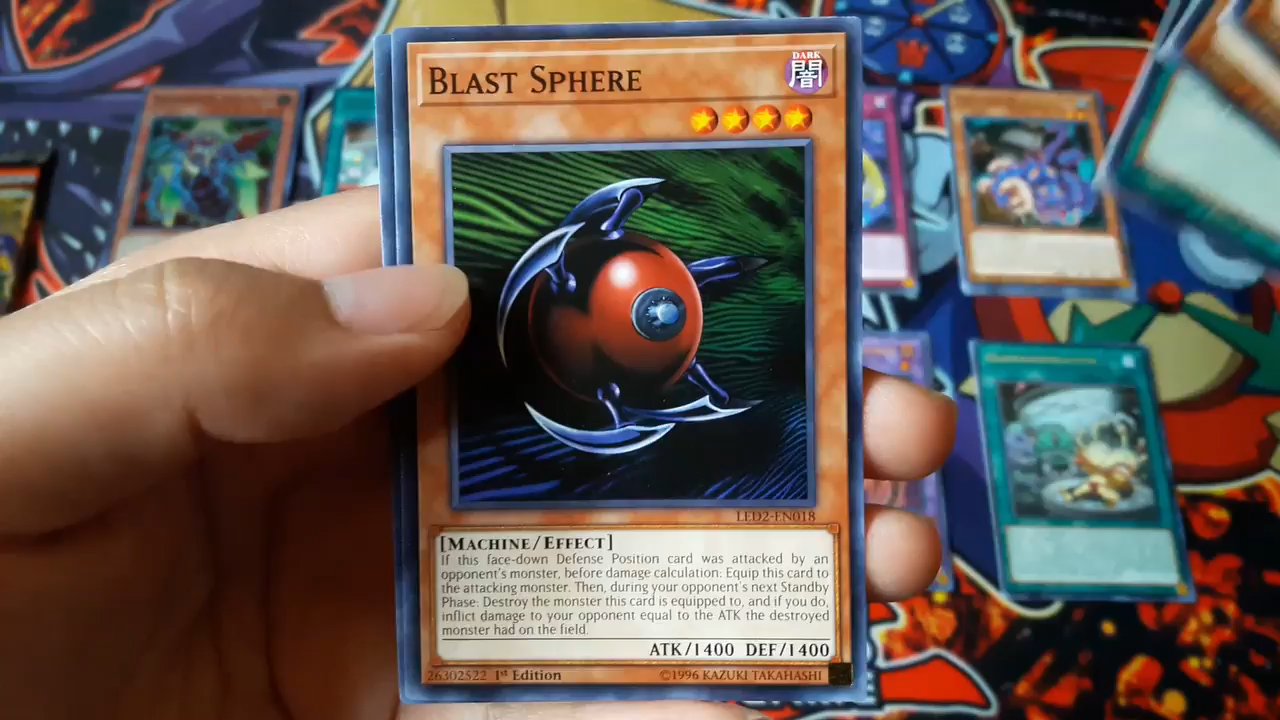 BLAST SPHERE
DARK
闇
LED2-EN018
[MACHINE/EFFECT]
If this face-down Defense Position card was attacked by an
opponent's monster, before damage calculation: Equip this card to
the attacking monster. Then, during your opponent's next Standby
Phase: Destroy the monster this card is equipped to, and if you do,
inflict damage to your opponent equal to the ATK the destroyed
monster had on the field.
ATK/1400 DEF/1400
26302522 1st Edition ©1996 KAZUKI TAKAHASHI